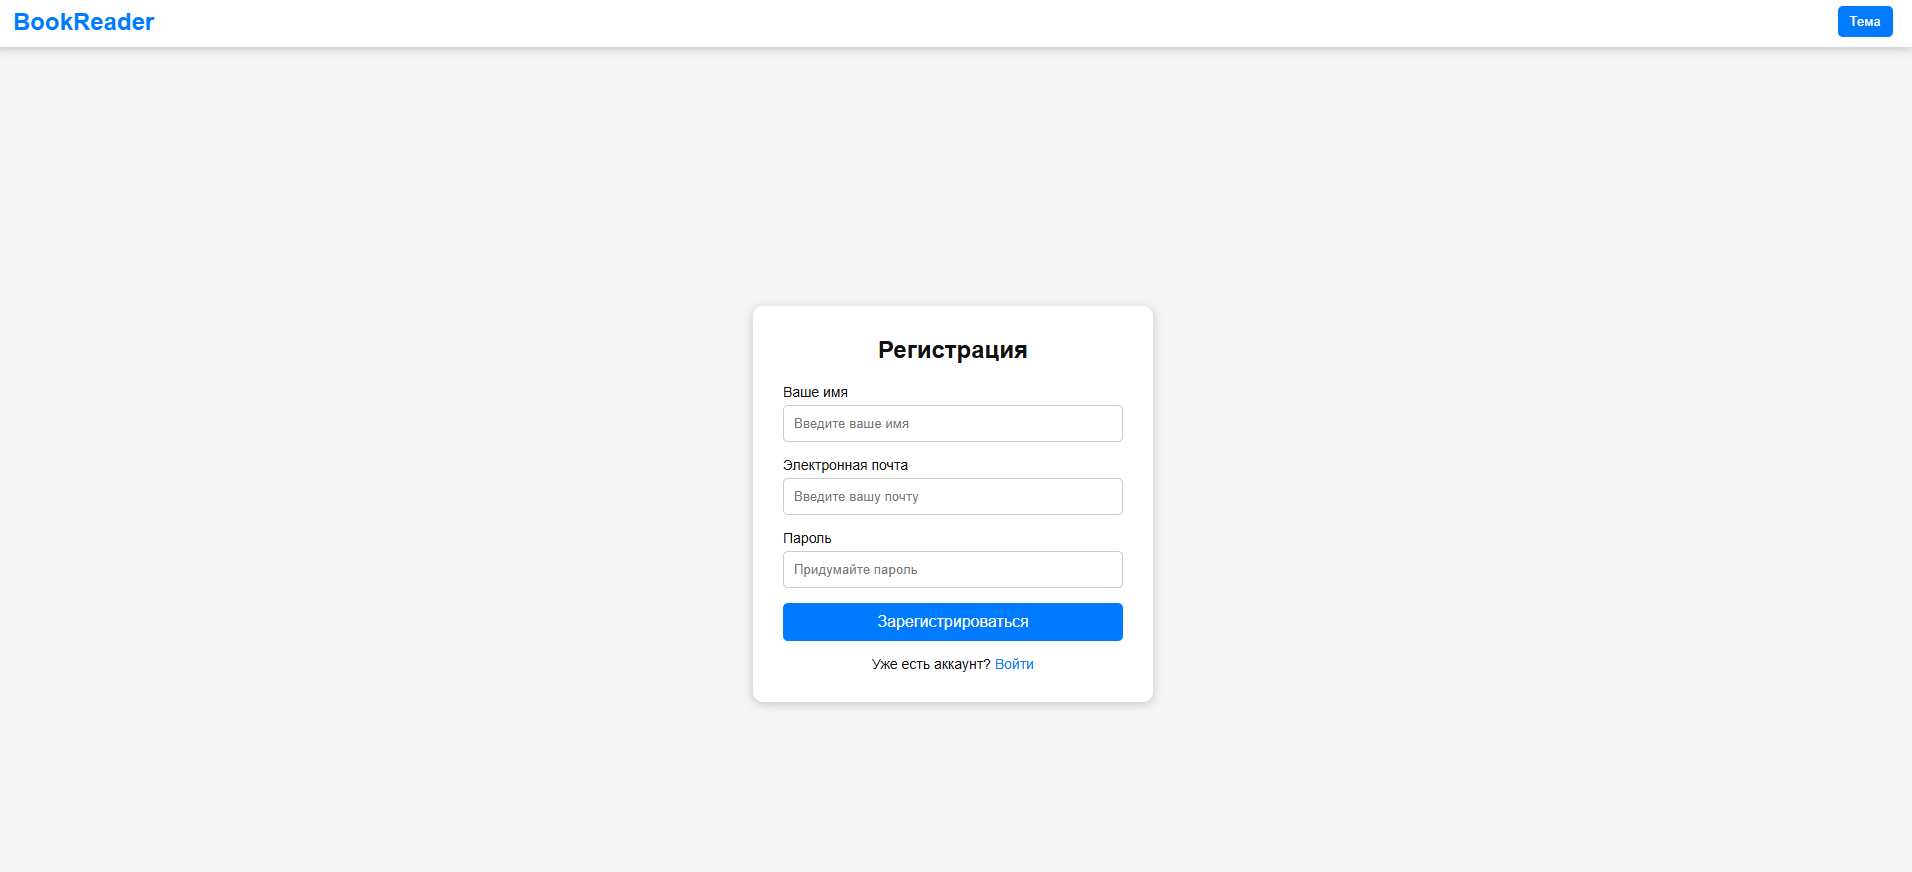 BookReader
Тема
Регистрация
Ваше имя
Введите ваше имя
Электронная почта
Введите вашу почту
Пароль
Придумайте пароль
Зарегистрироваться
Уже есть аккаунт? Войти